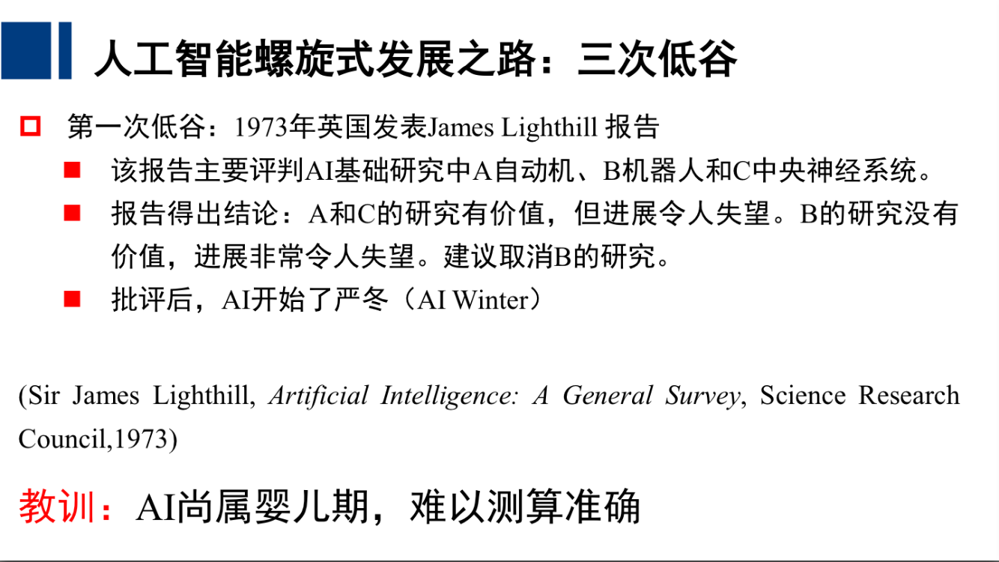 人工智能螺旋式发展之路：三次低谷
第一次低谷：1973年英国发表James Lighthill 报告
该报告主要评判AI基础研究中A自动机、B机器人和C中央神经系统。
报告得出结论：A和C的研究有价值，但进展令人失望。B的研究没有
价值，进展非常令人失望。建议取消B的研究。
批评后，AI开始了严冬（AI Winter）
(Sir James Lighthill, Artificial Intelligence: A General Survey, Science Research
Council,1973)
教训：AI尚属婴儿期，难以测算准确